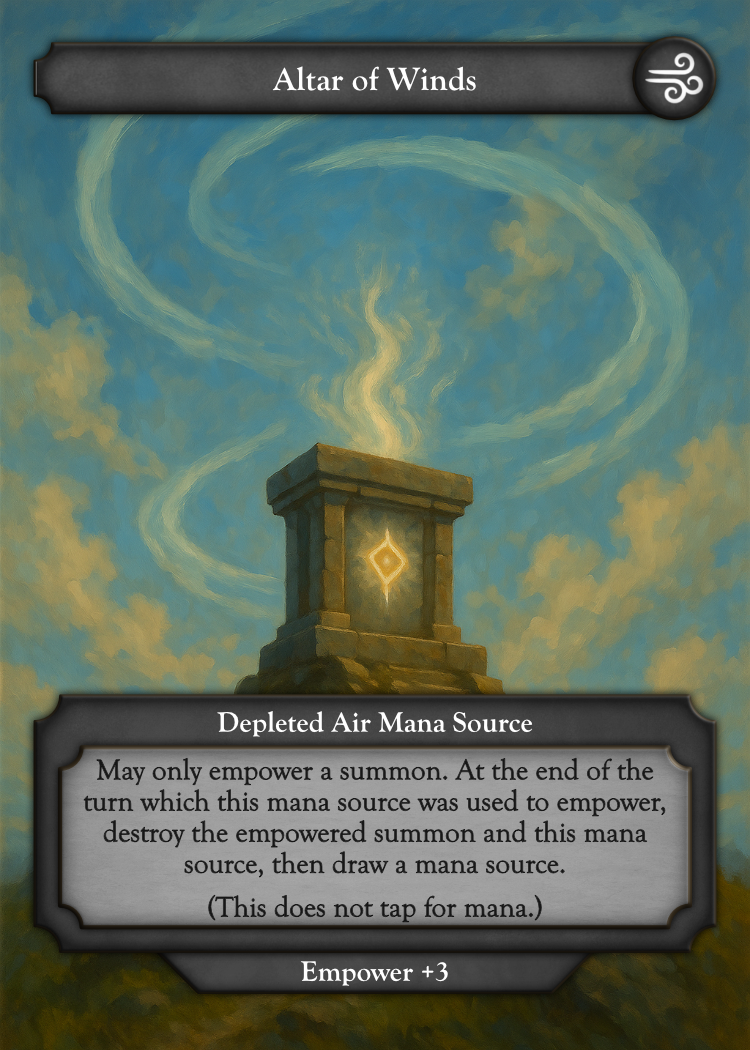 Altar of Winds
Depleted Air Mana Source
May only empower a summon. At the end of the
turn which this mana source was used to empower,
destroy the empowered summon and this mana
source, then draw a mana source.
(This does not tap for mana.)
Empower +3